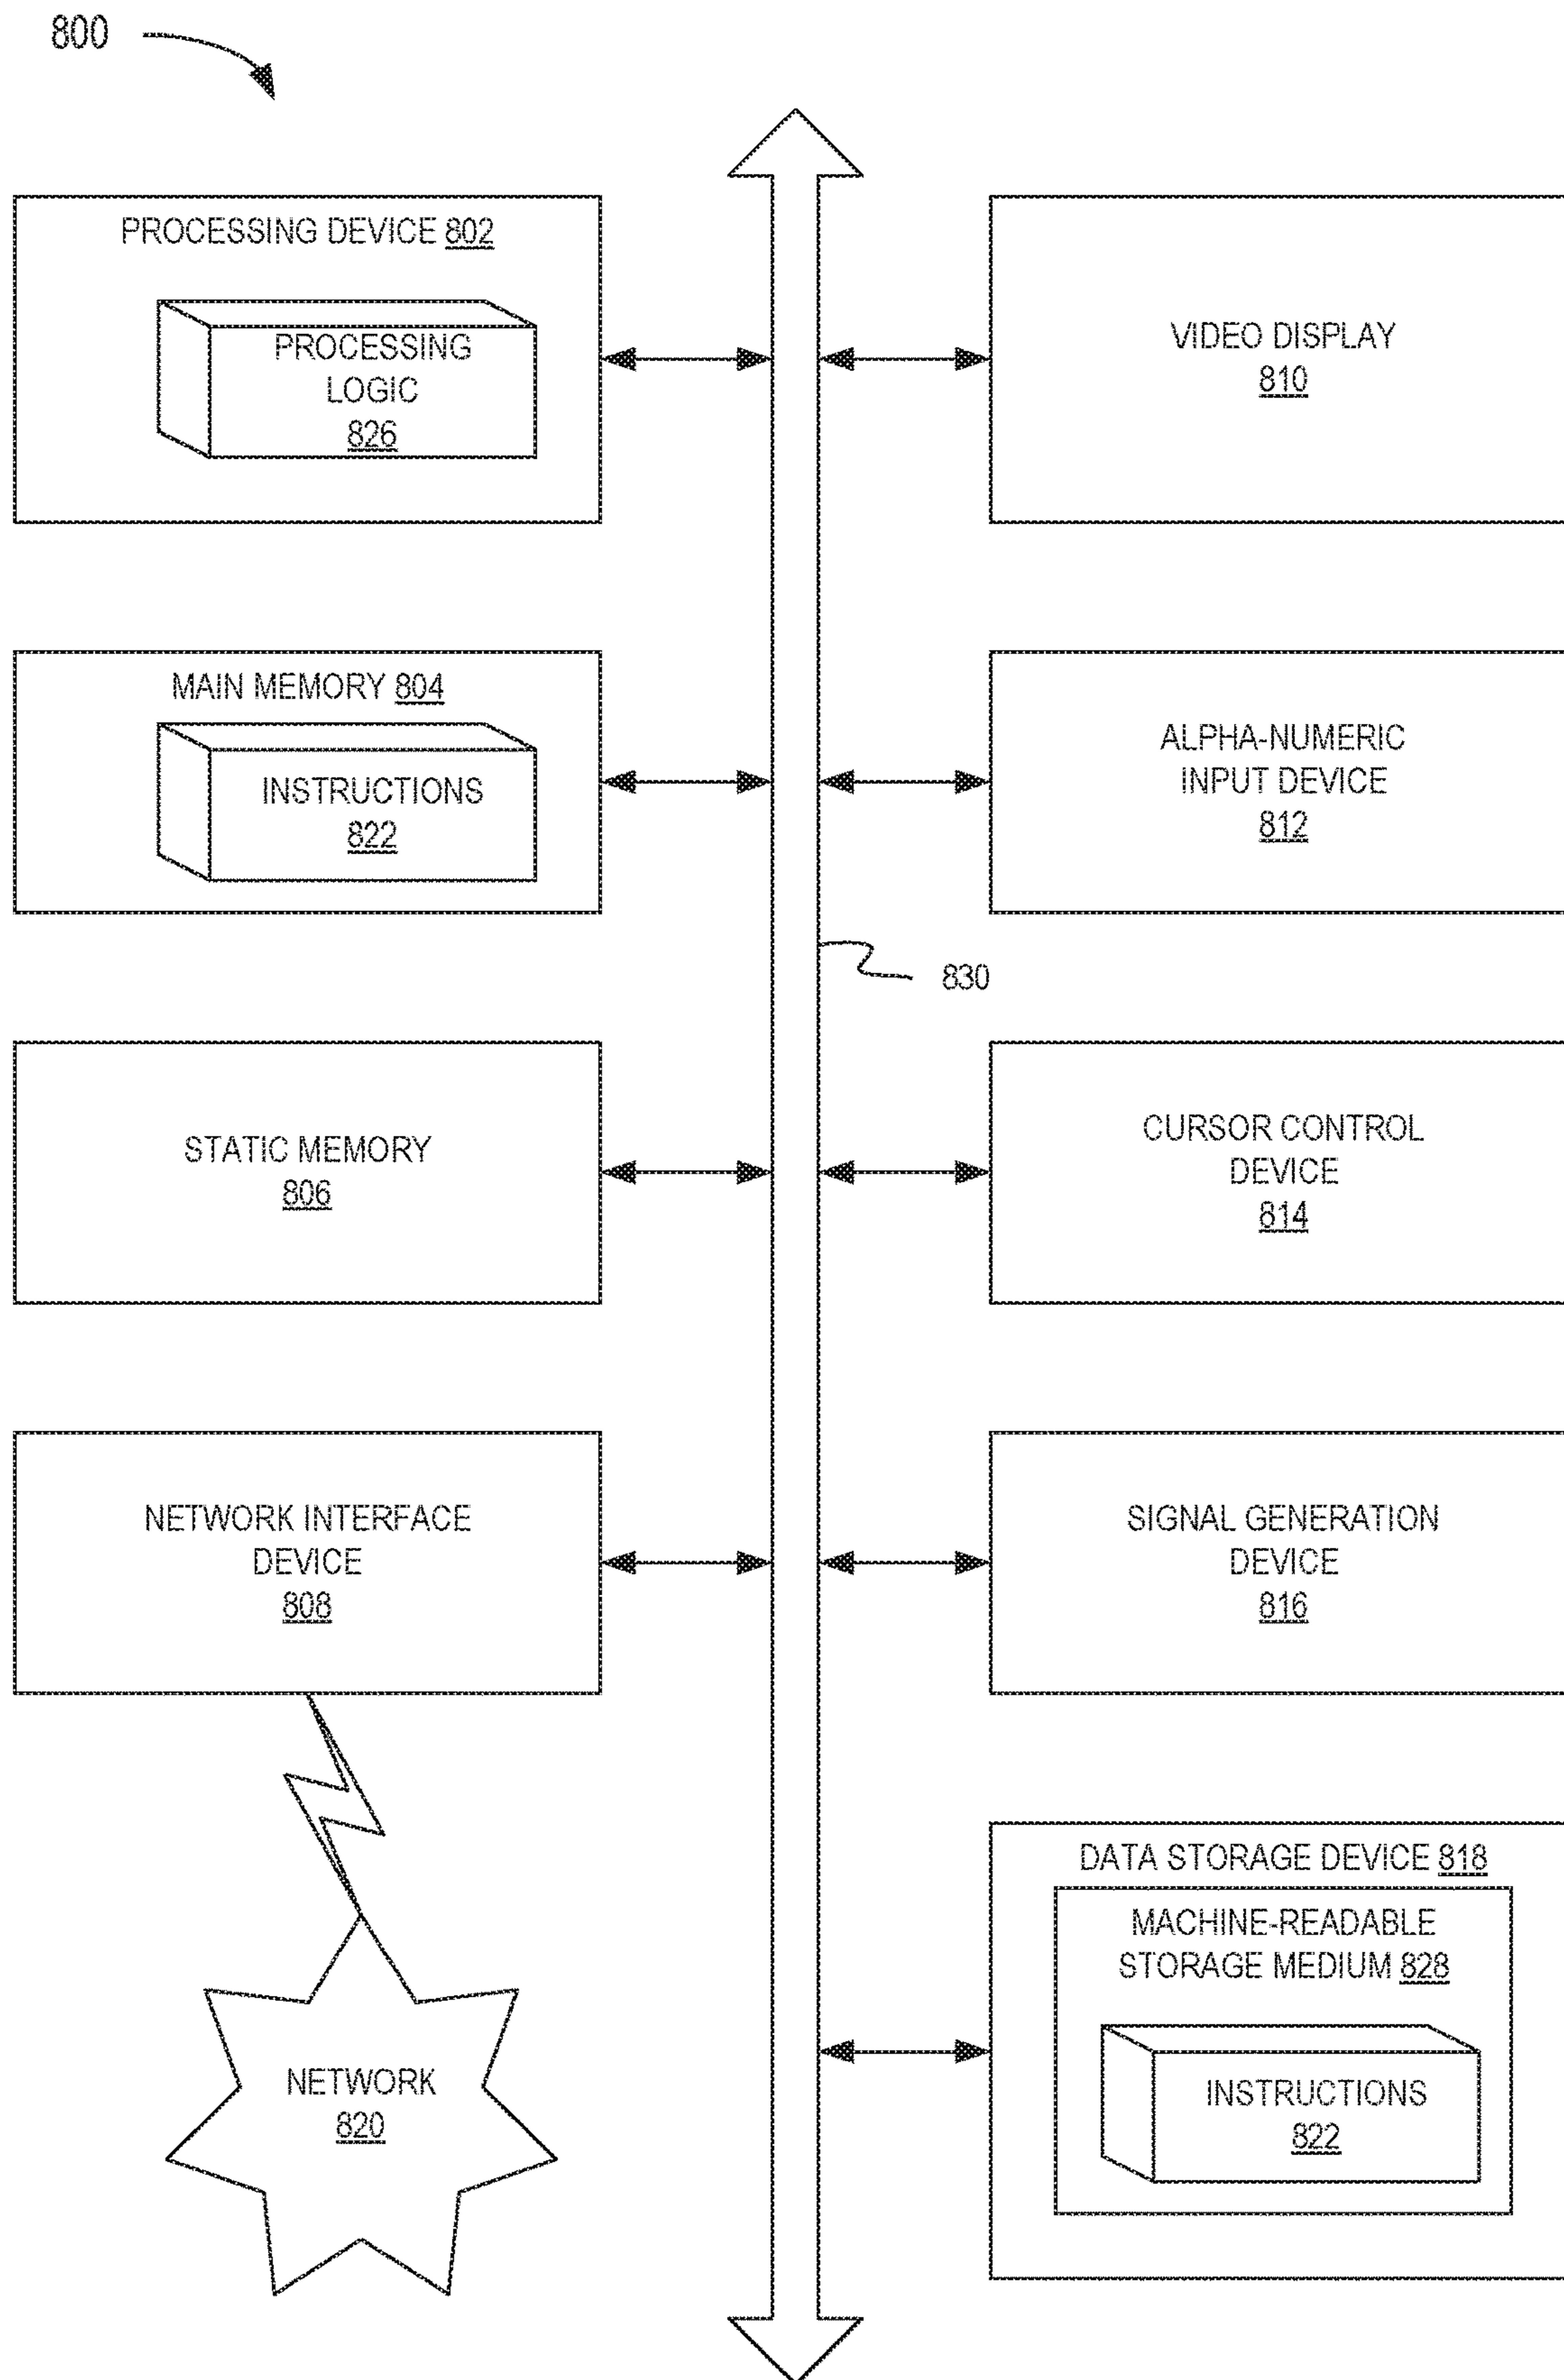 800
PROCESSING DEVICE 802
PROCESSING
LOGIC
826
VIDEO DISPLAY
810
MAIN MEMORY 804
INSTRUCTIONS
822
ALPHA-NUMERIC
INPUT DEVICE
812
830
STATIC MEMORY
806
CURSOR CONTROL
DEVICE
814
NETWORK INTERFACE
DEVICE
808
SIGNAL GENERATION
DEVICE
816
DATA STORAGE DEVICE 818
MACHINE-READABLE
STORAGE MEDIUM 828
INSTRUCTIONS
822
NETWORK
820